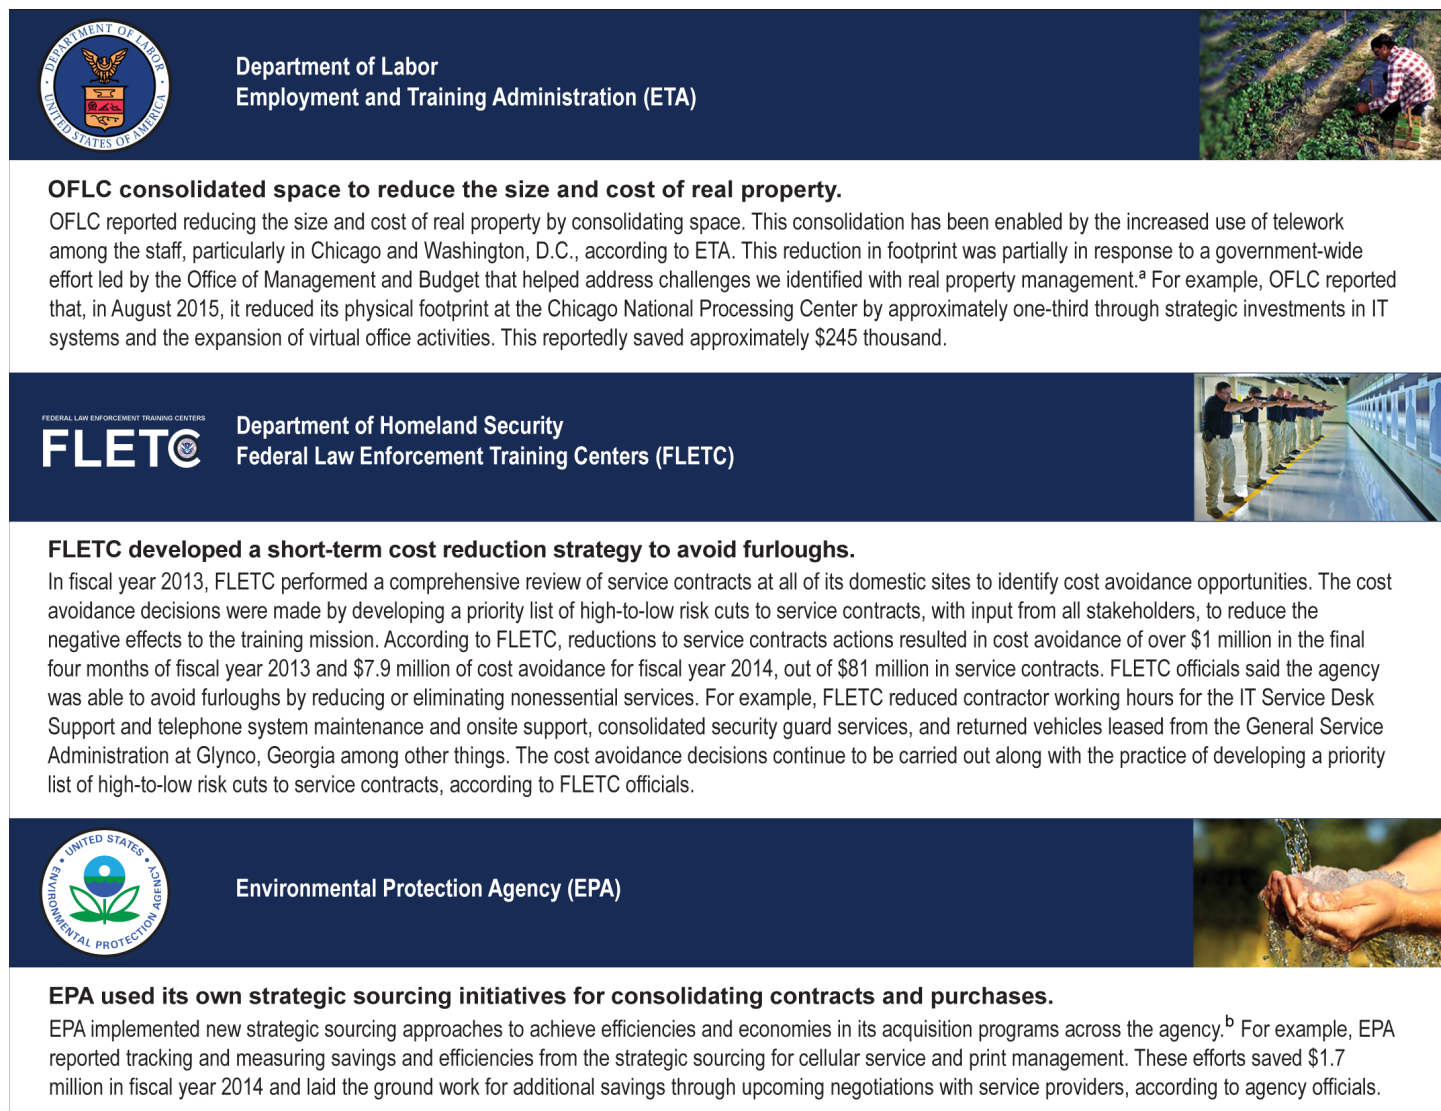 DEPARTMENT OF LABOR
UNITED STATES OF AMERICA
Department of Labor
Employment and Training Administration (ETA)
OFLC consolidated space to reduce the size and cost of real property.
OFLC reported reducing the size and cost of real property by consolidating space. This consolidation has been enabled by the increased use of telework
among the staff, particularly in Chicago and Washington, D.C., according to ETA. This reduction in footprint was partially in response to a government-wide
effort led by the Office of Management and Budget that helped address challenges we identified with real property management.ª For example, OFLC reported
that, in August 2015, it reduced its physical footprint at the Chicago National Processing Center by approximately one-third through strategic investments in IT
systems and the expansion of virtual office activities. This reportedly saved approximately $245 thousand.
FEDERAL LAW ENFORCEMENT TRAINING CENTERS
FLETC
Department of Homeland Security
Federal Law Enforcement Training Centers (FLETC)
FLETC developed a short-term cost reduction strategy to avoid furloughs.
In fiscal year 2013, FLETC performed a comprehensive review of service contracts at all of its domestic sites to identify cost avoidance opportunities. The cost
avoidance decisions were made by developing a priority list of high-to-low risk cuts to service contracts, with input from all stakeholders, to reduce the
negative effects to the training mission. According to FLETC, reductions to service contracts actions resulted in cost avoidance of over $1 million in the final
four months of fiscal year 2013 and $7.9 million of cost avoidance for fiscal year 2014, out of $81 million in service contracts. FLETC officials said the agency
was able to avoid furloughs by reducing or eliminating nonessential services. For example, FLETC reduced contractor working hours for the IT Service Desk
Support and telephone system maintenance and onsite support, consolidated security guard services, and returned vehicles leased from the General Service
Administration at Glynco, Georgia among other things. The cost avoidance decisions continue to be carried out along with the practice of developing a priority
list of high-to-low risk cuts to service contracts, according to FLETC officials.
UNITED STATES
ENVIRONMENTAL PROTECTION AGENCY
Environmental Protection Agency (EPA)
EPA used its own strategic sourcing initiatives for consolidating contracts and purchases.
EPA implemented new strategic sourcing approaches to achieve efficiencies and economies in its acquisition programs across the agency.ᵇ For example, EPA
reported tracking and measuring savings and efficiencies from the strategic sourcing for cellular service and print management. These efforts saved $1.7
million in fiscal year 2014 and laid the ground work for additional savings through upcoming negotiations with service providers, according to agency officials.